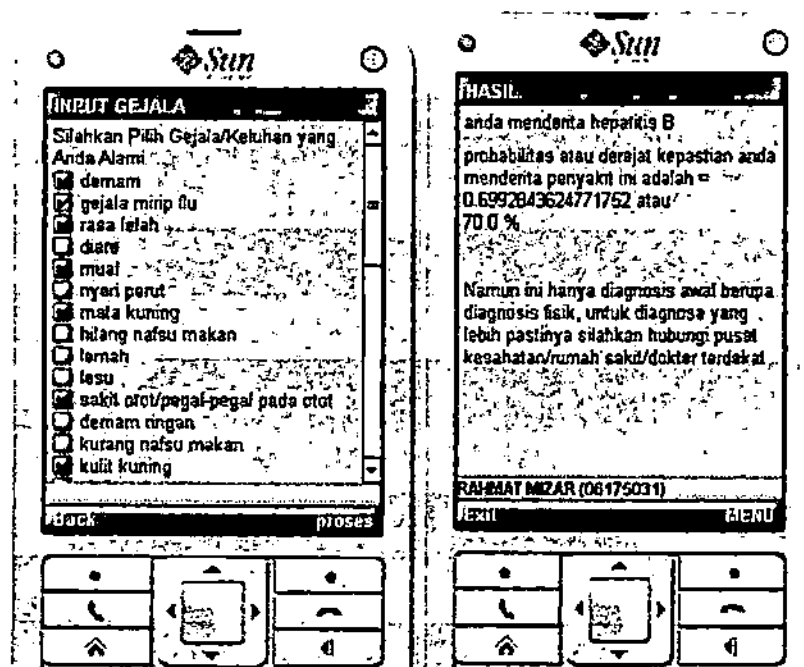 Sun
INPUT GEJALA
Silahkan Pilih Gejala/Keluhan yang
Anda Alami
demam
gejala mirip flu
rasa lelah
diare
mual
nyeri perut
mata kuning
hilang nafsu makan
lemah
lesu
sakit otot/pegal-pegal pada otot
demam ringan
kurang nafsu makan
kulit kuning
Back proses
Sun
HASIL
anda menderita hepatitis B
probabilitas atau derajat kepastian anda
menderita penyakit ini adalah =
0.6992843624771752 atau
70.0 %
Namun ini hanya diagnosis awal berupa
diagnosis fisik, untuk diagnosa yang
lebih pastinya silahkan hubungi pusat
kesahatan/rumah sakit/dokter terdekat
RAHMAT MIZAR (06175031)
Exit MENU